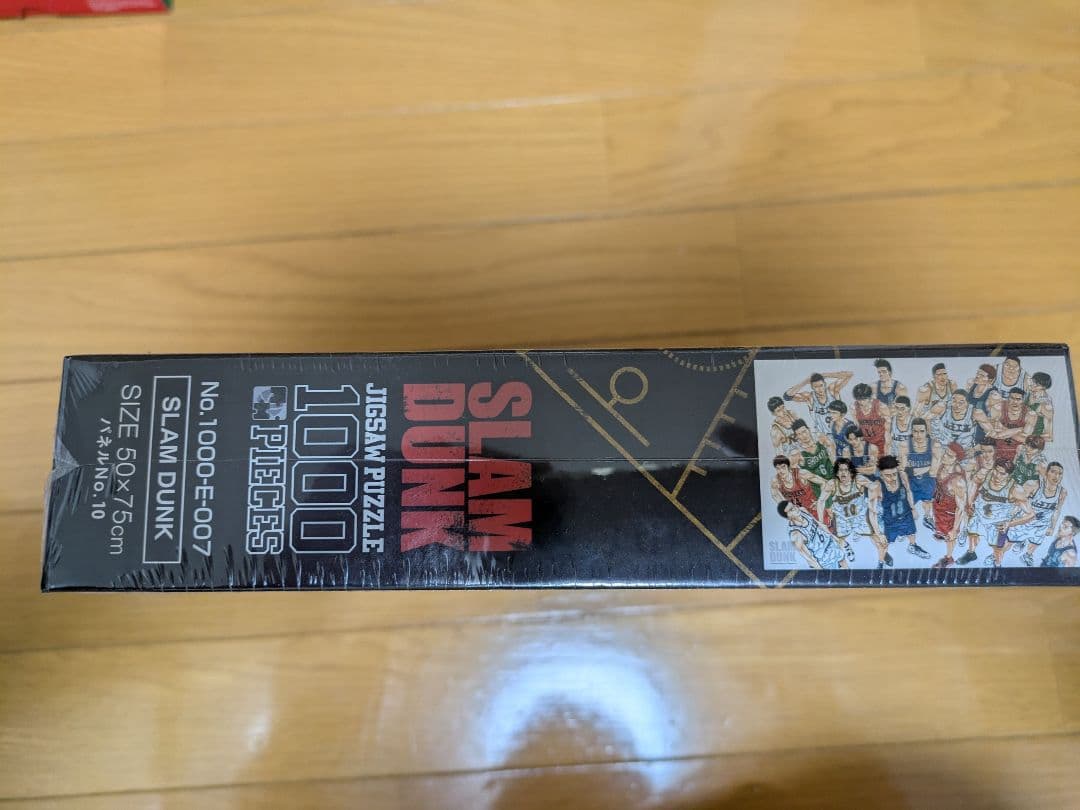 SLAM
DUNK
JIGSAW PUZZLE
1000
PIECES
No.1000-E-007
SLAM DUNK
SIZE 50×75cm
パネルNo.10
SLAM
DUNK